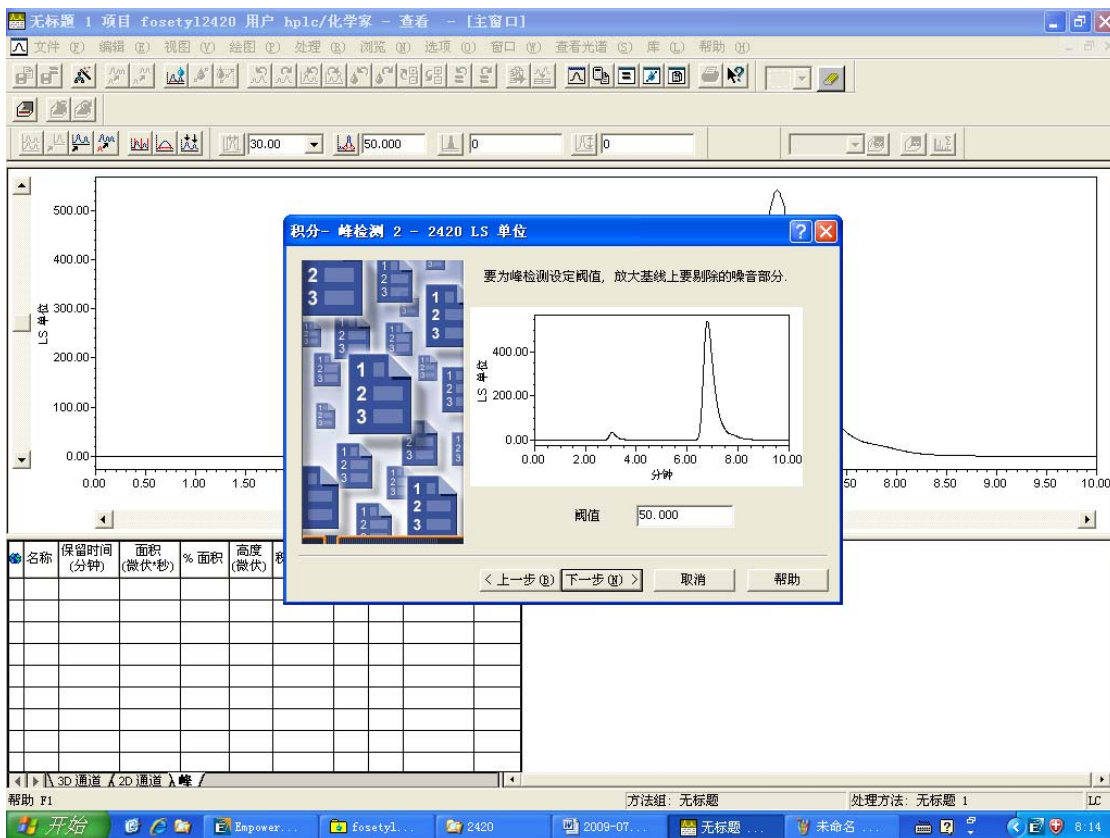 无标题 1 项目 fosetyl2420 用户 hplc/化学家 - 查看 - [主窗口]
文件 (F) 编辑 (E) 视图 (V) 绘图 (P) 处理 (R) 浏览 (N) 选项 (O) 窗口 (W) 查看光谱 (S) 库 (L) 帮助 (H)
30.00 50.000 0 0
500.00
400.00
300.00
200.00
100.00
0.00
LS 单位
0.00 0.50 1.00 1.50
50 8.00 8.50 9.00 9.50 10.00
积分- 峰检测 2 - 2420 LS 单位
要为峰检测设定阈值, 放大基线上要剔除的噪音部分.
400.00
200.00
0.00
LS 单位
0.00 2.00 4.00 6.00 8.00 10.00
分钟
阈值 50.000
< 上一步 (B) 下一步 (N) > 取消 帮助
名称 保留时间 (分钟) 面积 (微伏*秒) % 面积 高度 (微伏)
3D 通道 2D 通道 峰
帮助 F1 方法组: 无标题 处理方法: 无标题 1 LC
开始 Empower... fosetyl... 2420 2009-07... 无标题 ... 未命名 ... 8:14